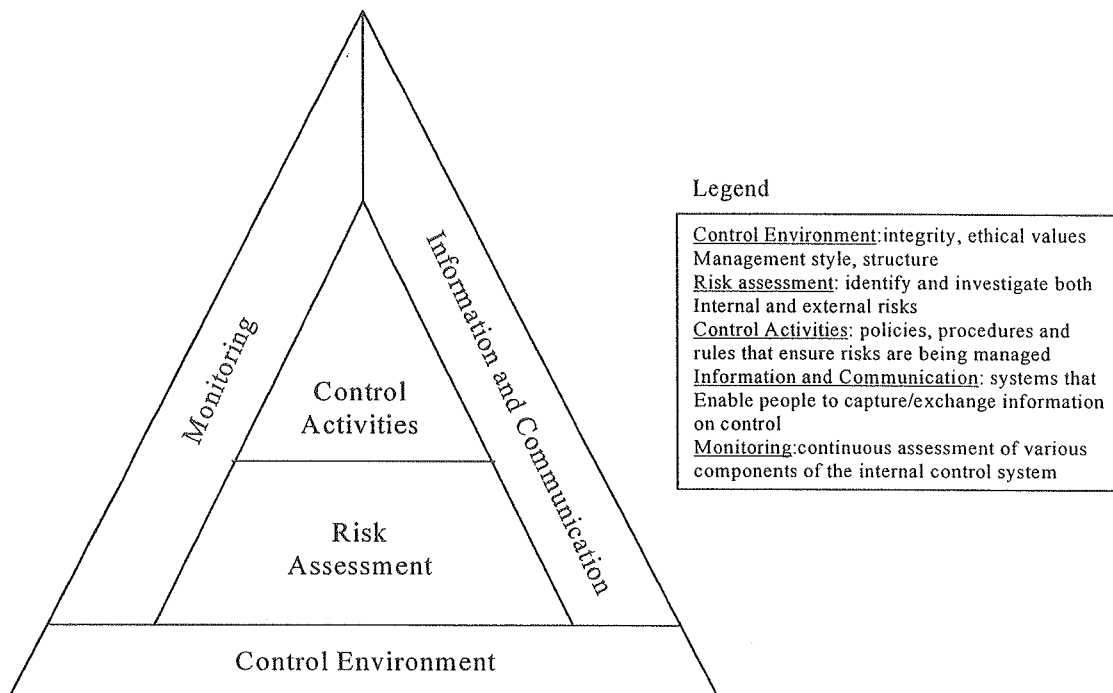 Monitoring
Information and Communication
Control
Activities
Risk
Assessment
Control Environment
Legend
Control Environment:integrity, ethical values
Management style, structure
Risk assessment: identify and investigate both
Internal and external risks
Control Activities: policies, procedures and
rules that ensure risks are being managed
Information and Communication: systems that
Enable people to capture/exchange information
on control
Monitoring:continuous assessment of various
components of the internal control system